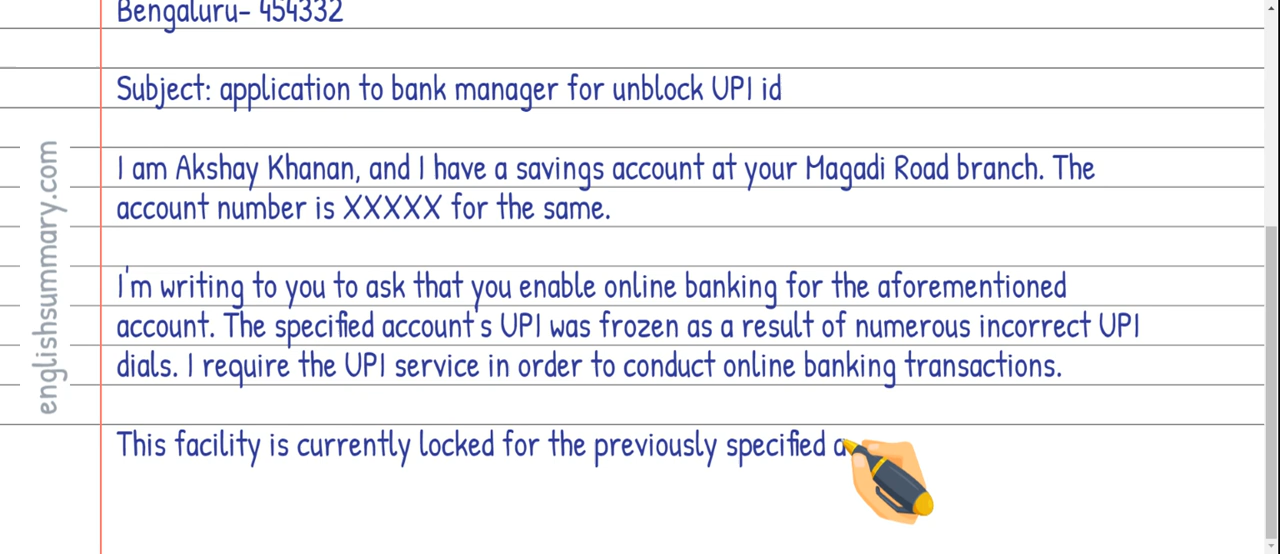 Bengaluru- 454332
Subject: application to bank manager for unblock UPI id
I am Akshay Khanan, and I have a savings account at your Magadi Road branch. The
account number is XXXXX for the same.
I'm writing to you to ask that you enable online banking for the aforementioned
account. The specified account's UPI was frozen as a result of numerous incorrect UPI
dials. I require the UPI service in order to conduct online banking transactions.
This facility is currently locked for the previously specified a
englishsummary.com